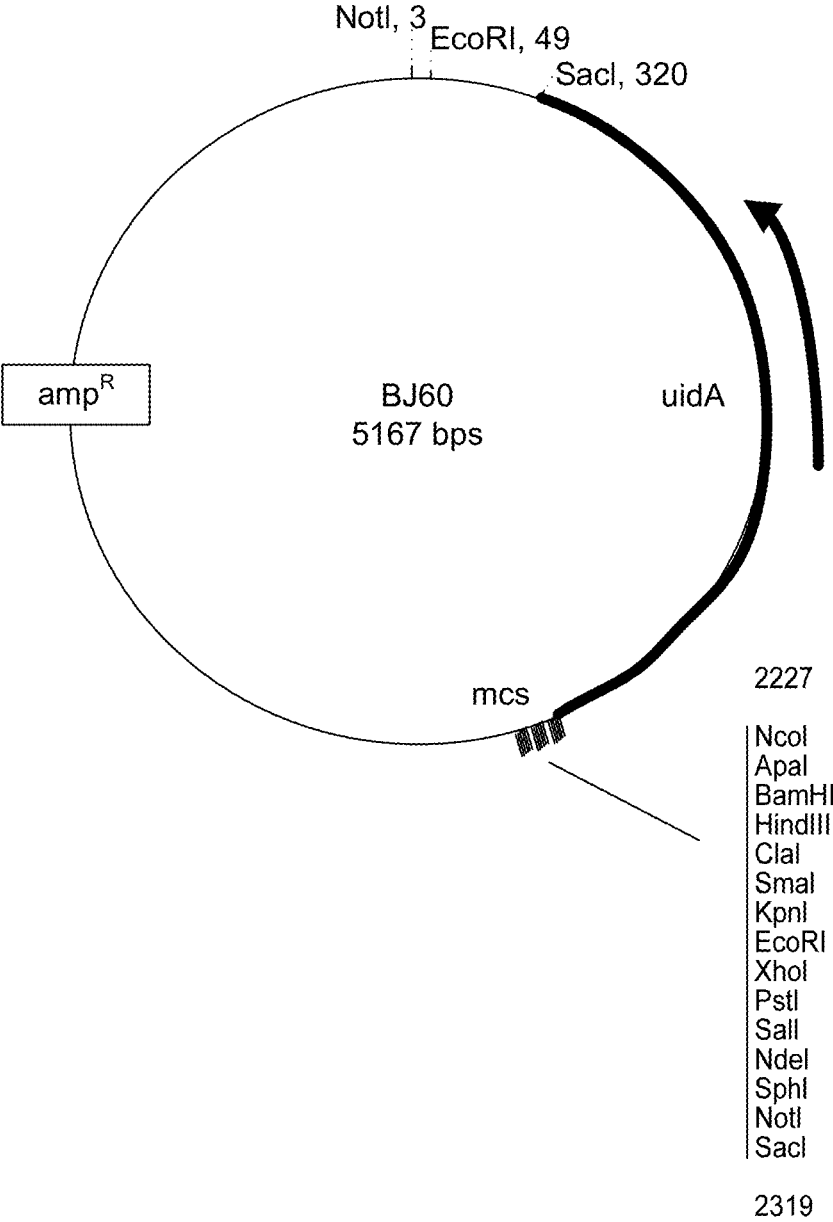 NotI, 3
EcoRI, 49
SacI, 320
amp^R
BJ60
5167 bps
uidA
mcs
2227
NcoI
ApaI
BamHI
HindIII
ClaI
SmaI
KpnI
EcoRI
XhoI
PstI
SalI
NdeI
SphI
NotI
SacI
2319